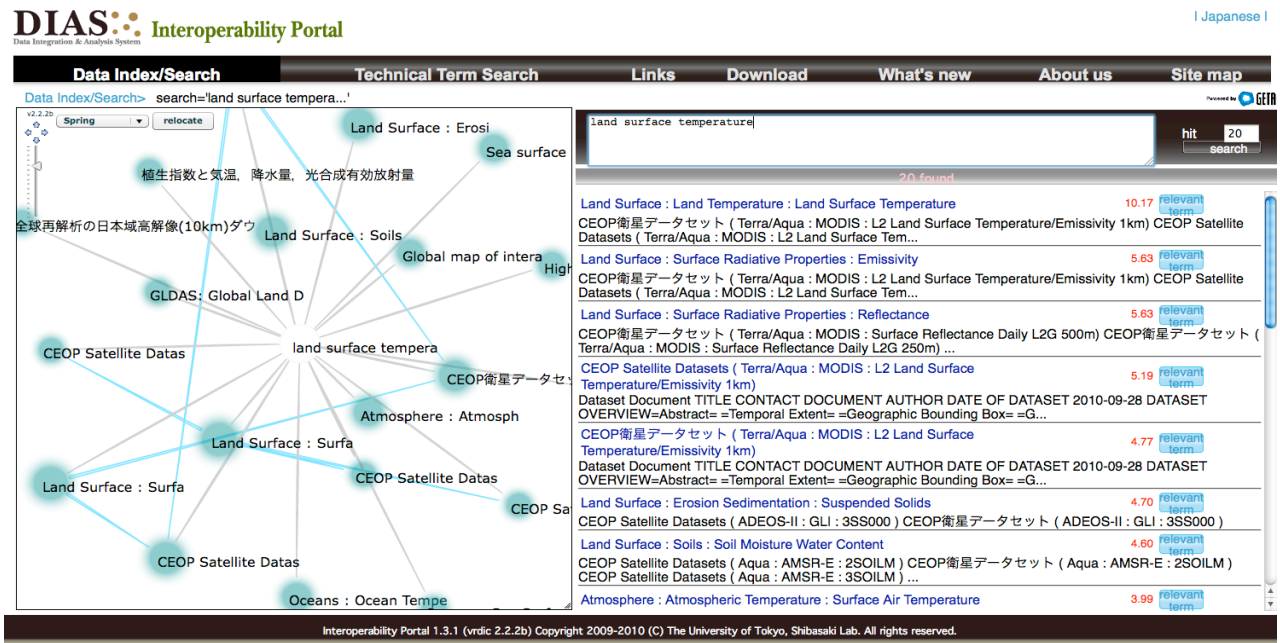 DIAS Interoperability Portal
Data Integration & Analysis System
| Japanese |
Data Index/Search Technical Term Search Links Download What's new About us Site map
Data Index/Search> search='land surface tempera...'
Powered by GETA
v2.2.2b Spring relocate
Land Surface : Erosi
Sea surface
植生指数と気温，降水量，光合成有効放射量
全球再解析の日本域高解像(10km)ダウ
Land Surface : Soils
Global map of intera
High
GLDAS: Global Land D
land surface tempera
CEOP Satellite Datas
CEOP衛星データセッ
Atmosphere : Atmosph
Land Surface : Surfa
CEOP Satellite Datas
Land Surface : Surfa
CEOP Sa
CEOP Satellite Datas
Oceans : Ocean Tempe
land surface temperature
hit 20
search
20 found
Land Surface : Land Temperature : Land Surface Temperature 10.17 relevant term
CEOP衛星データセット ( Terra/Aqua : MODIS : L2 Land Surface Temperature/Emissivity 1km) CEOP Satellite
Datasets ( Terra/Aqua : MODIS : L2 Land Surface Tem...
Land Surface : Surface Radiative Properties : Emissivity 5.63 relevant term
CEOP衛星データセット ( Terra/Aqua : MODIS : L2 Land Surface Temperature/Emissivity 1km) CEOP Satellite
Datasets ( Terra/Aqua : MODIS : L2 Land Surface Tem...
Land Surface : Surface Radiative Properties : Reflectance 5.63 relevant term
CEOP衛星データセット ( Terra/Aqua : MODIS : Surface Reflectance Daily L2G 500m) CEOP衛星データセット (
Terra/Aqua : MODIS : Surface Reflectance Daily L2G 250m) ...
CEOP Satellite Datasets ( Terra/Aqua : MODIS : L2 Land Surface
Temperature/Emissivity 1km) 5.19 relevant term
Dataset Document TITLE CONTACT DOCUMENT AUTHOR DATE OF DATASET 2010-09-28 DATASET
OVERVIEW=Abstract= =Temporal Extent= =Geographic Bounding Box= =G...
CEOP衛星データセット ( Terra/Aqua : MODIS : L2 Land Surface
Temperature/Emissivity 1km) 4.77 relevant term
Dataset Document TITLE CONTACT DOCUMENT AUTHOR DATE OF DATASET 2010-09-28 DATASET
OVERVIEW=Abstract= =Temporal Extent= =Geographic Bounding Box= =G...
Land Surface : Erosion Sedimentation : Suspended Solids 4.70 relevant term
CEOP Satellite Datasets ( ADEOS-II : GLI : 3SS000 ) CEOP衛星データセット ( ADEOS-II : GLI : 3SS000 )
Land Surface : Soils : Soil Moisture Water Content 4.60 relevant term
CEOP衛星データセット ( Aqua : AMSR-E : 2SOILM ) CEOP衛星データセット ( Aqua : AMSR-E : 3SOILM )
CEOP Satellite Datasets ( Aqua : AMSR-E : 3SOILM ) ...
Atmosphere : Atmospheric Temperature : Surface Air Temperature 3.99 relevant term
Interoperability Portal 1.3.1 (vrdic 2.2.2b) Copyright 2009-2010 (C) The University of Tokyo, Shibasaki Lab. All rights reserved.